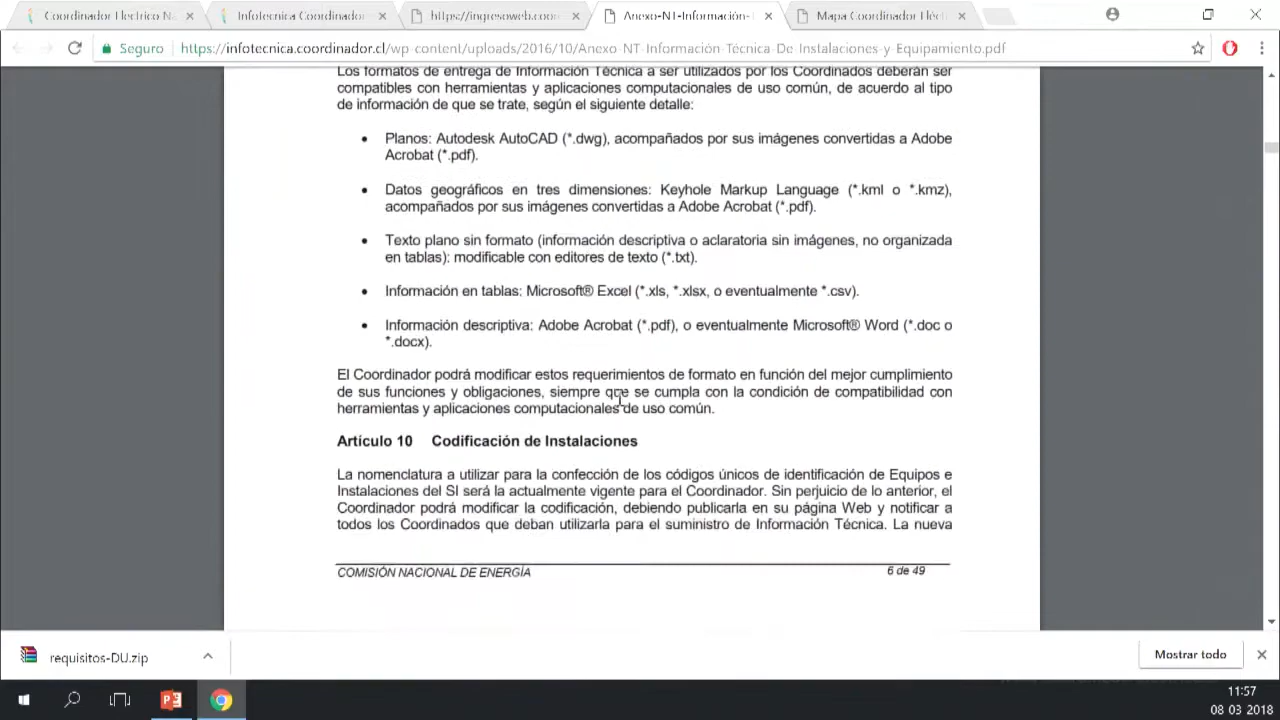 Coordinador Electrico Na
Infotecnica Coordinador
https://ingresoweb.coor
Anexo-NT-Información-
Mapa Coordinador Eléct
Seguro
https://infotecnica.coordinador.cl/wp-content/uploads/2016/10/Anexo-NT-Información-Técnica-De-Instalaciones-y-Equipamiento.pdf
Los formatos de entrega de Información Técnica a ser utilizados por los Coordinados deberán ser
compatibles con herramientas y aplicaciones computacionales de uso común, de acuerdo al tipo
de información de que se trate, según el siguiente detalle:
• Planos: Autodesk AutoCAD (*.dwg), acompañados por sus imágenes convertidas a Adobe
Acrobat (*.pdf).
• Datos geográficos en tres dimensiones: Keyhole Markup Language (*.kml o *.kmz),
acompañados por sus imágenes convertidas a Adobe Acrobat (*.pdf).
• Texto plano sin formato (información descriptiva o aclaratoria sin imágenes, no organizada
en tablas): modificable con editores de texto (*.txt).
• Información en tablas: Microsoft® Excel (*.xls, *.xlsx, o eventualmente *.csv).
• Información descriptiva: Adobe Acrobat (*.pdf), o eventualmente Microsoft® Word (*.doc o
*.docx).
El Coordinador podrá modificar estos requerimientos de formato en función del mejor cumplimiento
de sus funciones y obligaciones, siempre que se cumpla con la condición de compatibilidad con
herramientas y aplicaciones computacionales de uso común.
Artículo 10 Codificación de Instalaciones
La nomenclatura a utilizar para la confección de los códigos únicos de identificación de Equipos e
Instalaciones del SI será la actualmente vigente para el Coordinador. Sin perjuicio de lo anterior, el
Coordinador podrá modificar la codificación, debiendo publicarla en su página Web y notificar a
todos los Coordinados que deban utilizarla para el suministro de Información Técnica. La nueva
COMISIÓN NACIONAL DE ENERGÍA
6 de 49
requisitos-DU.zip
Mostrar todo
11:57
08-03-2018